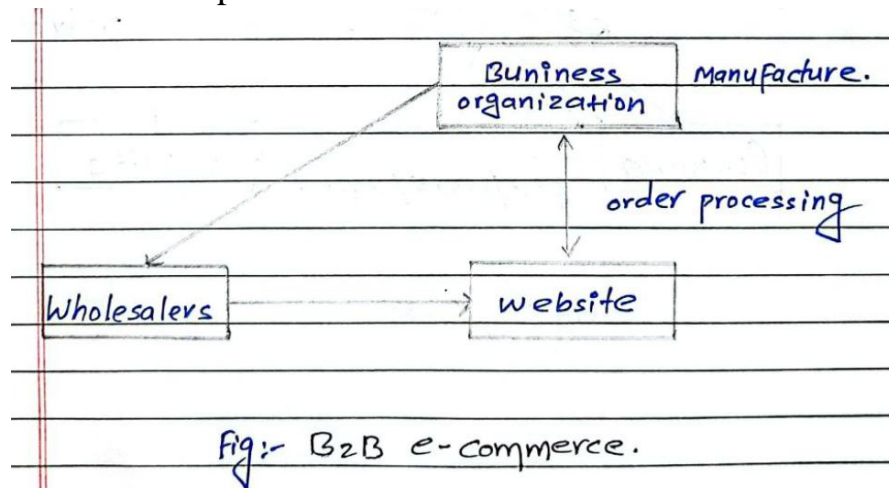 Buniness
organization
Manufacture.
order processing
Wholesalers
website
Fig:- B2B e-commerce.